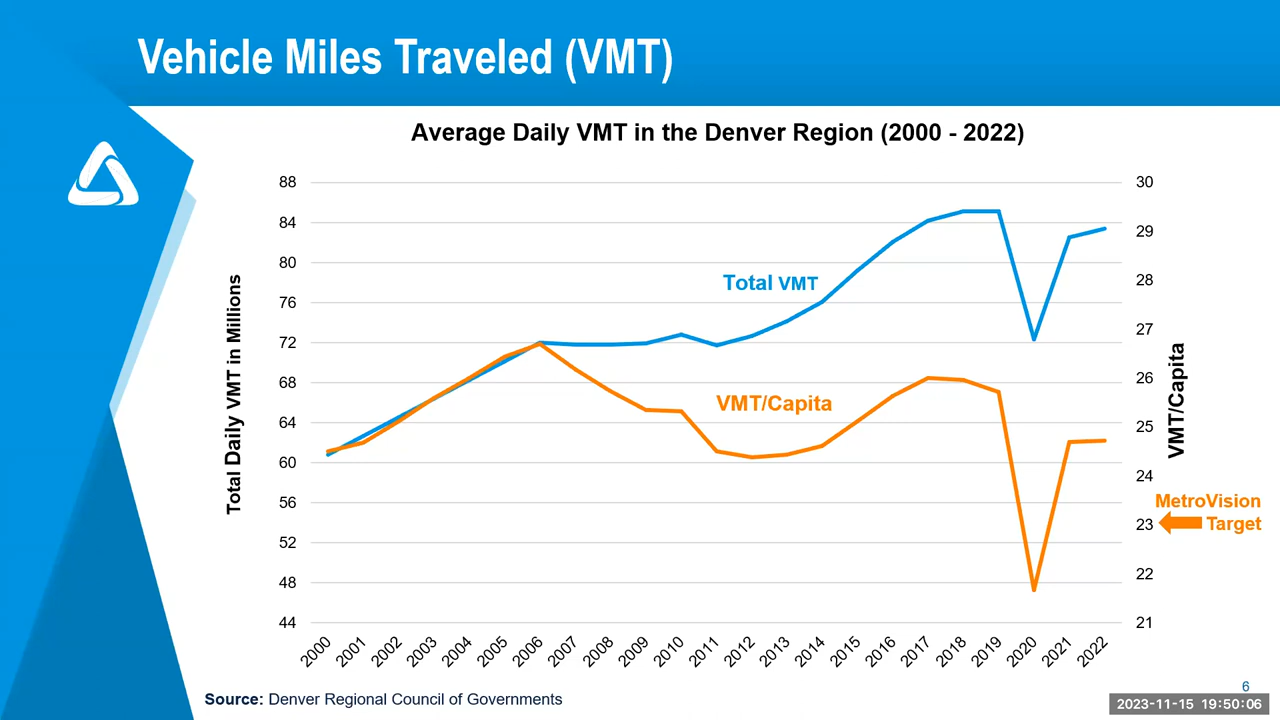 Vehicle Miles Traveled (VMT)
Average Daily VMT in the Denver Region (2000 - 2022)
Total Daily VMT in Millions
88
84
80
76
72
68
64
60
56
52
48
44
Total VMT
VMT/Capita
30
29
28
27
26
25
24
23
22
21
VMT/Capita
MetroVision
Target
2000 2001 2002 2003 2004 2005 2006 2007 2008 2009 2010 2011 2012 2013 2014 2015 2016 2017 2018 2019 2020 2021 2022
Source: Denver Regional Council of Governments
6
2023-11-15 19:50:06